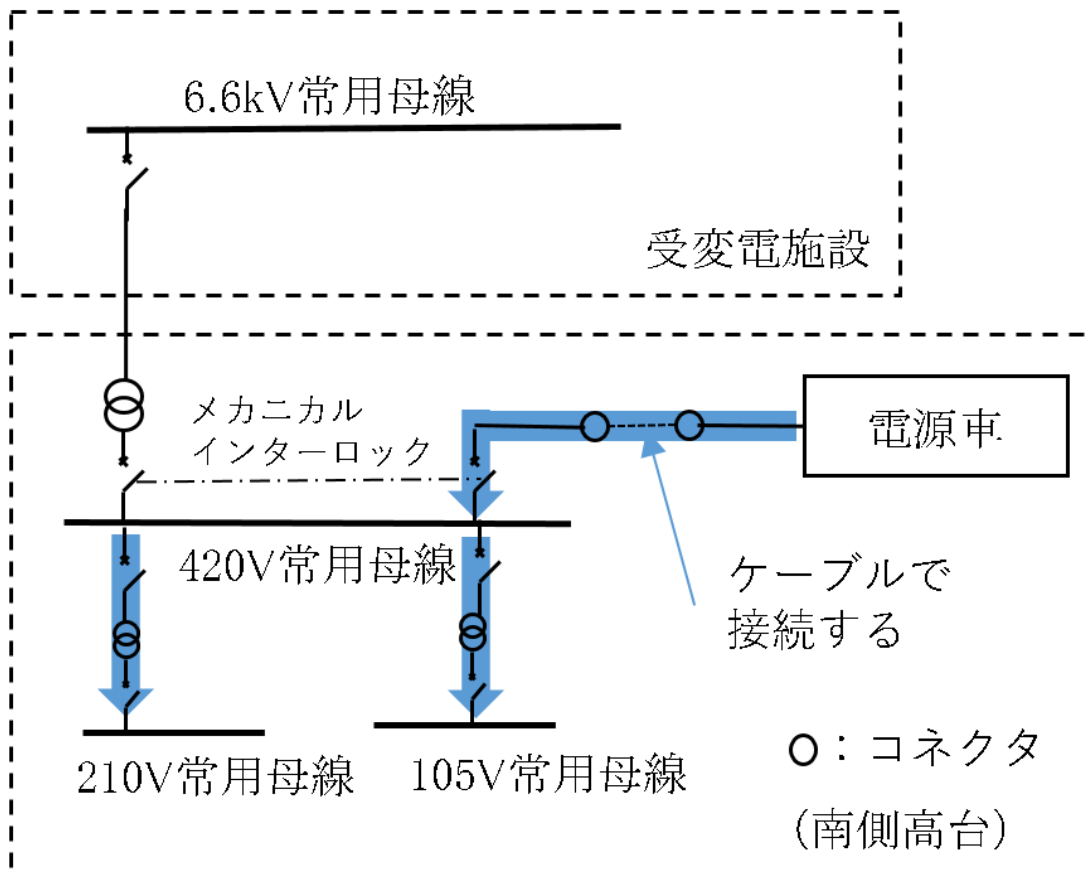 6.6kV常用母線
受変電施設
メカニカル
インターロック
電源車
420V常用母線
ケーブルで
接続する
210V常用母線
105V常用母線
：コネクタ
(南側高台)